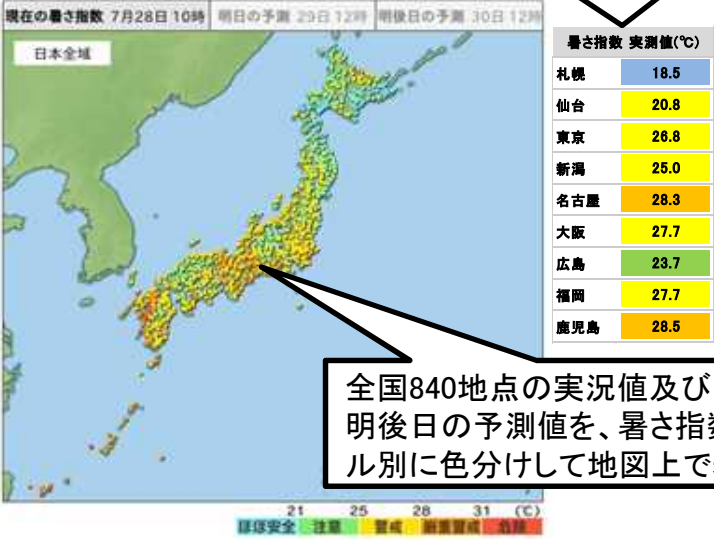 現在の暑さ指数 7月28日 10時 明日の予測 29日 12時 明後日の予測 30日 12時
日本全域
暑さ指数 実測値(℃)
札幌 18.5
仙台 20.8
東京 26.8
新潟 25.0
名古屋 28.3
大阪 27.7
広島 23.7
福岡 27.7
鹿児島 28.5
全国840地点の実況値及び
明後日の予測値を、暑さ指数
ル別に色分けして地図上で
21 25 28 31 (℃)
ほぼ安全 注意 警戒 厳重警戒 危険